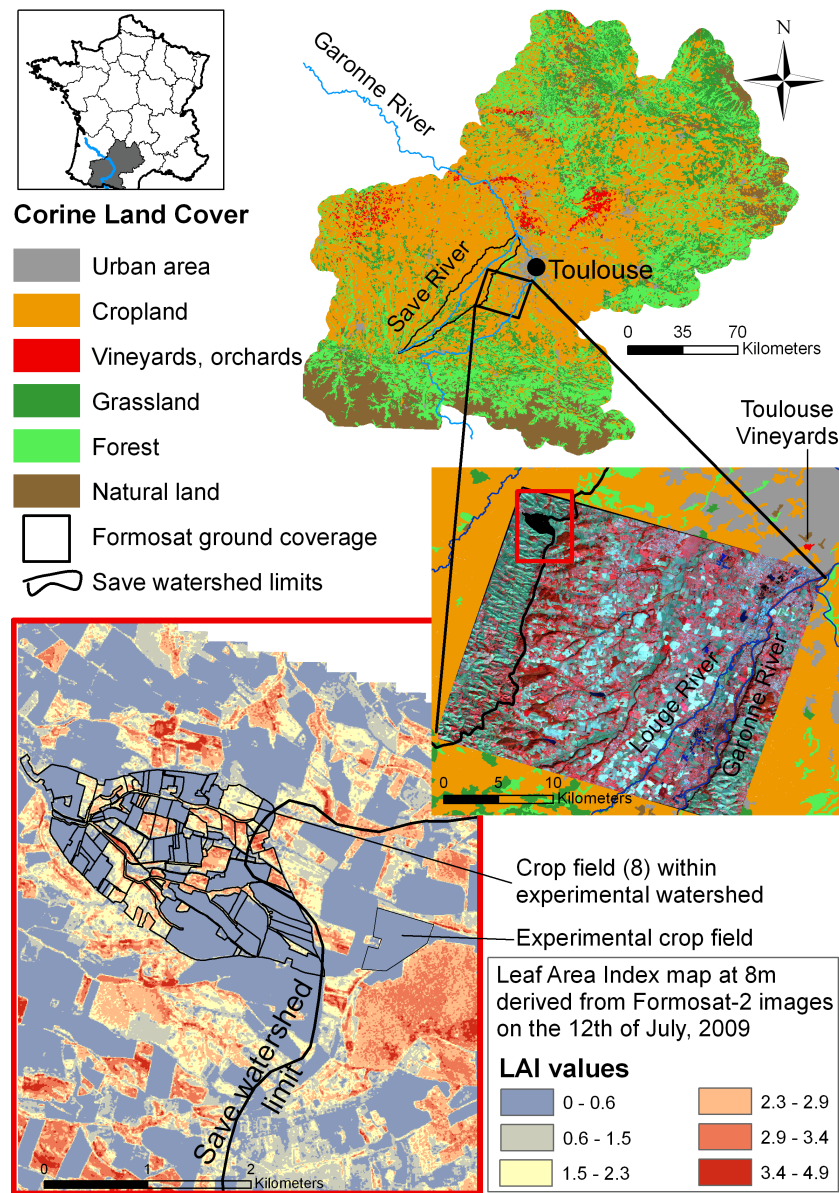 Garonne River
N
Corine Land Cover
Urban area
Cropland
Vineyards, orchards
Grassland
Forest
Natural land
Formosat ground coverage
Save watershed limits
Save River
Toulouse
0 35 70
Kilometers
Toulouse
Vineyards
Louge River
Garonne River
0 5 10
Kilometers
Crop field (8) within
experimental watershed
Experimental crop field
Save watershed
limit
0 1 2
Kilometers
Leaf Area Index map at 8m
derived from Formosat-2 images
on the 12th of July, 2009
LAI values
0 - 0.6
0.6 - 1.5
1.5 - 2.3
2.3 - 2.9
2.9 - 3.4
3.4 - 4.9